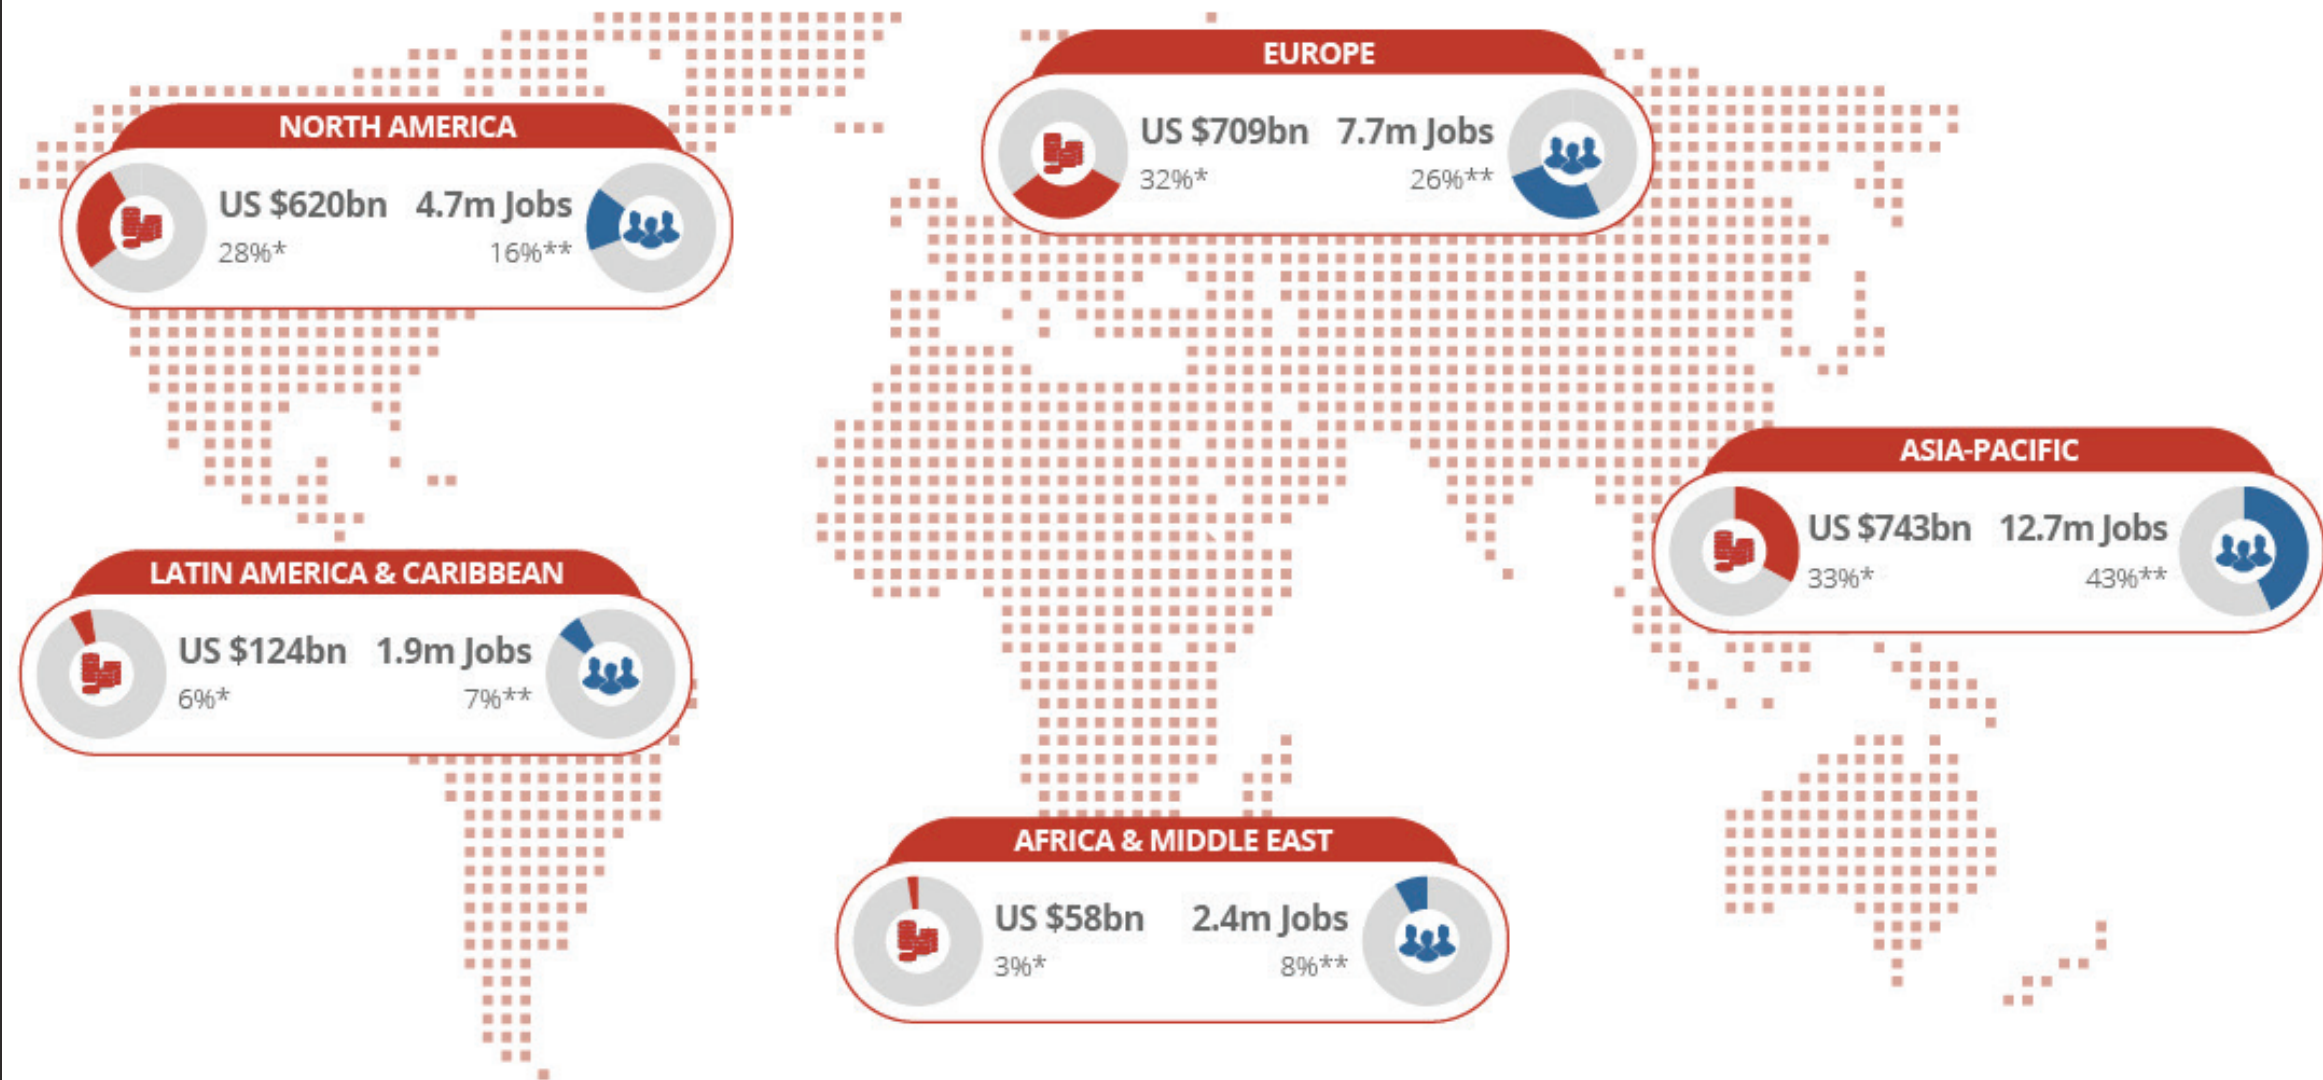 EUROPE
US $709bn 7.7m Jobs
32%* 26%**
NORTH AMERICA
US $620bn 4.7m Jobs
28%* 16%**
ASIA-PACIFIC
US $743bn 12.7m Jobs
33%* 43%**
LATIN AMERICA & CARIBBEAN
US $124bn 1.9m Jobs
6%* 7%**
AFRICA & MIDDLE EAST
US $58bn 2.4m Jobs
3%* 8%**